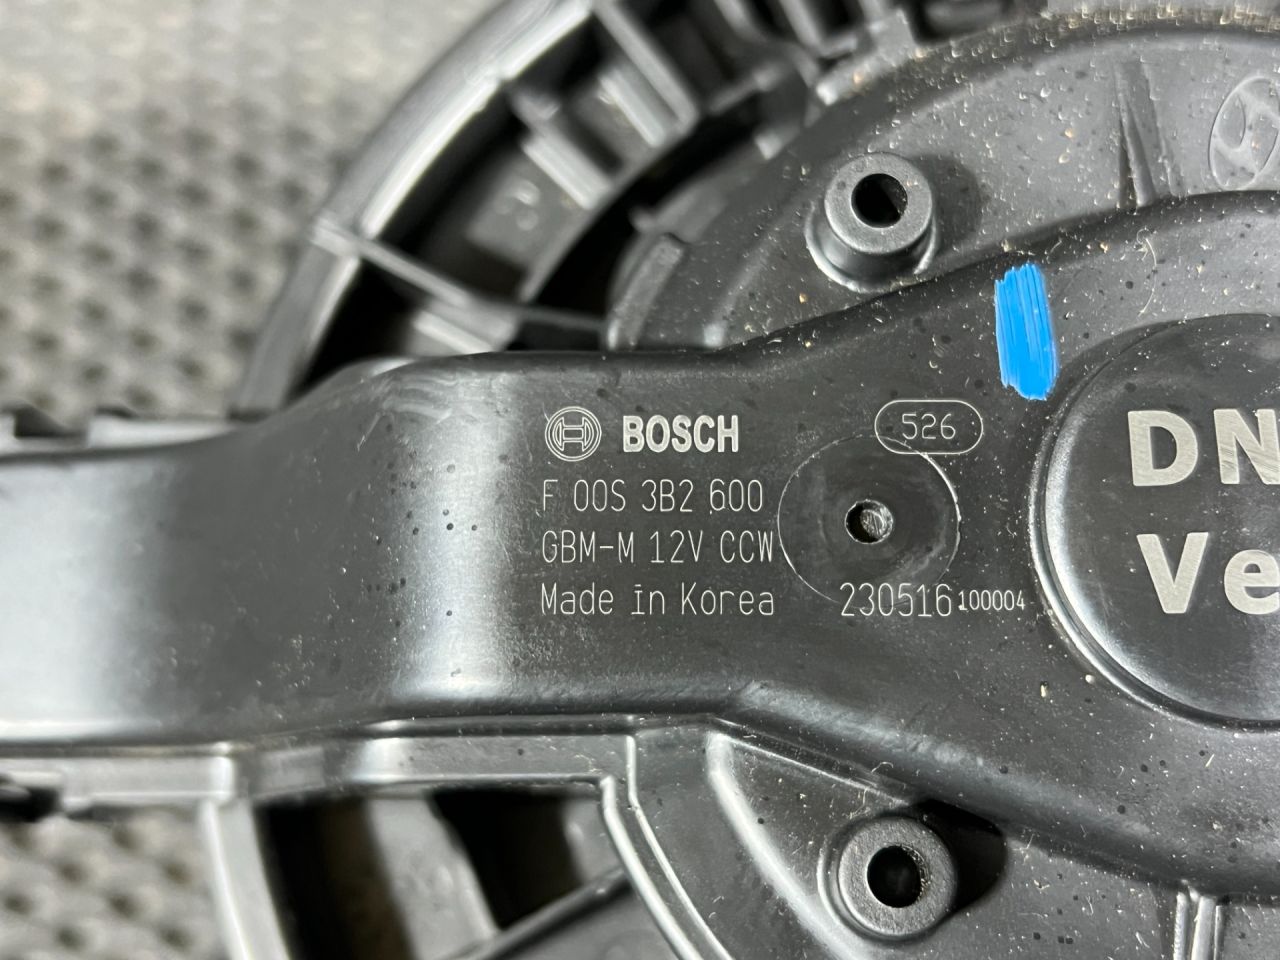 BOSCH
526
F 00S 3B2 600
GBM-M 12V CCW
Made in Korea
230516 100004
DN
Ve